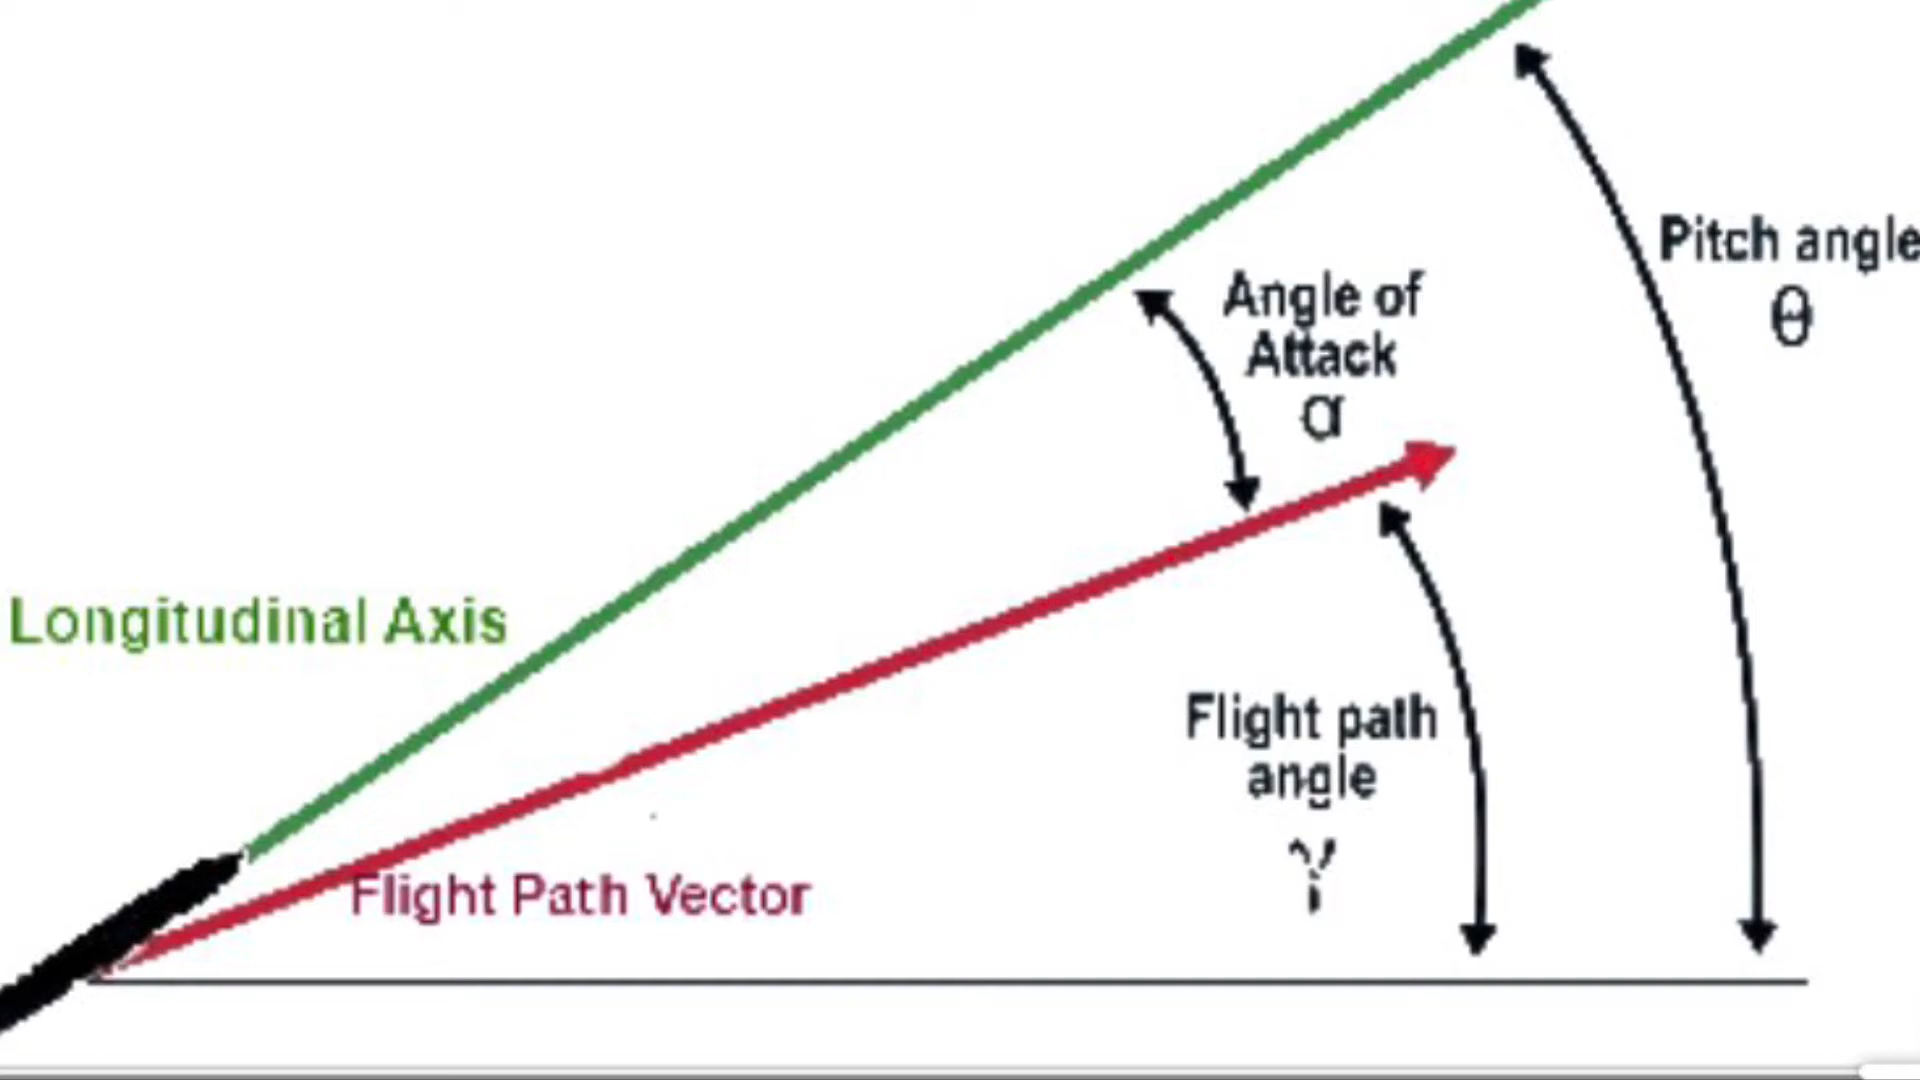 Pitch angle
θ
Angle of
Attack
α
Longitudinal Axis
Flight path
angle
γ
Flight Path Vector